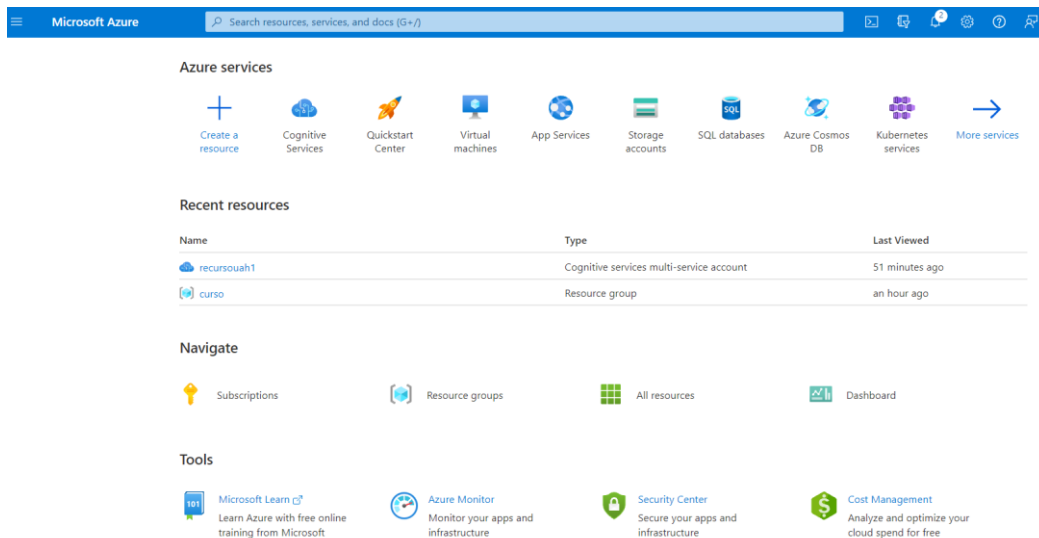 Microsoft Azure
Search resources, services, and docs (G+/)
2
Azure services
Create a resource
Cognitive Services
Quickstart Center
Virtual machines
App Services
Storage accounts
SQL
SQL databases
Azure Cosmos DB
Kubernetes services
More services
Recent resources
Name Type Last Viewed
recursouah1 Cognitive services multi-service account 51 minutes ago
curso Resource group an hour ago
Navigate
Subscriptions Resource groups All resources Dashboard
Tools
101
Microsoft Learn
Learn Azure with free online
training from Microsoft
Azure Monitor
Monitor your apps and
infrastructure
Security Center
Secure your apps and
infrastructure
Cost Management
Analyze and optimize your
cloud spend for free